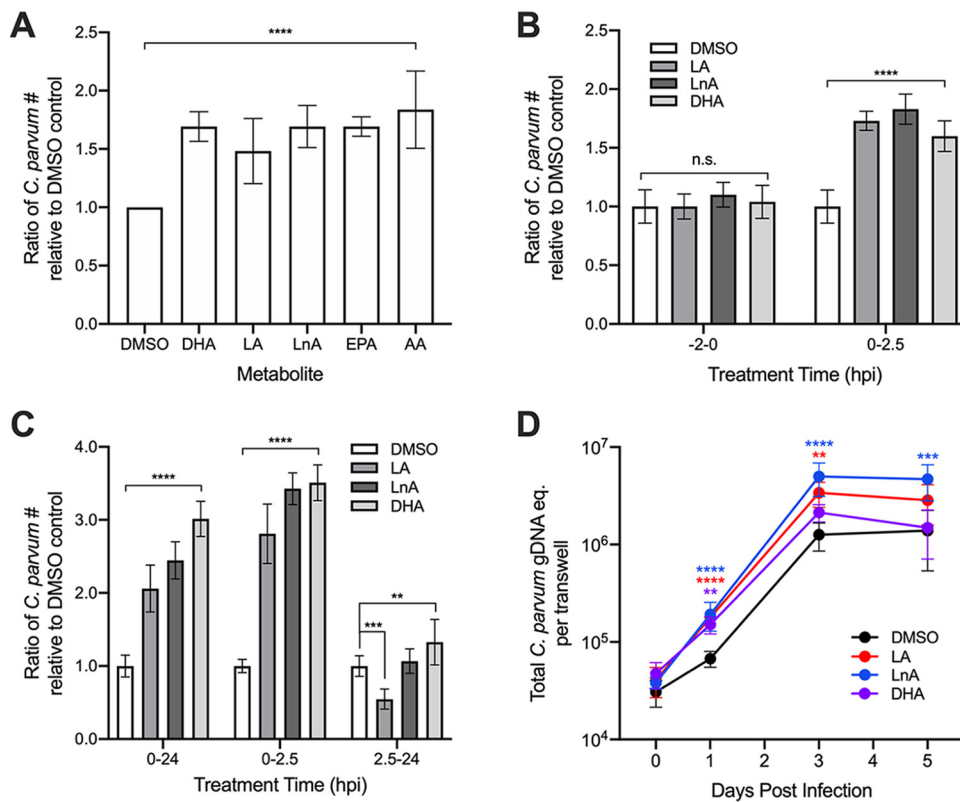 A
Ratio of C. parvum #
relative to DMSO control
2.5
2.0
1.5
1.0
0.5
0.0
****
DMSO
DHA
LA
LnA
EPA
AA
Metabolite
B
Ratio of C. parvum #
relative to DMSO control
2.5
2.0
1.5
1.0
0.5
0.0
DMSO
LA
LnA
DHA
n.s.
****
-2-0
0-2.5
Treatment Time (hpi)
C
Ratio of C. parvum #
relative to DMSO control
4.0
3.0
2.0
1.0
0.0
****
****
***
**
DMSO
LA
LnA
DHA
0-24
0-2.5
2.5-24
Treatment Time (hpi)
D
Total C. parvum gDNA eq.
per transwell
10⁷
10⁶
10⁵
10⁴
****
****
**
****
**
***
DMSO
LA
LnA
DHA
0
1
2
3
4
5
Days Post Infection